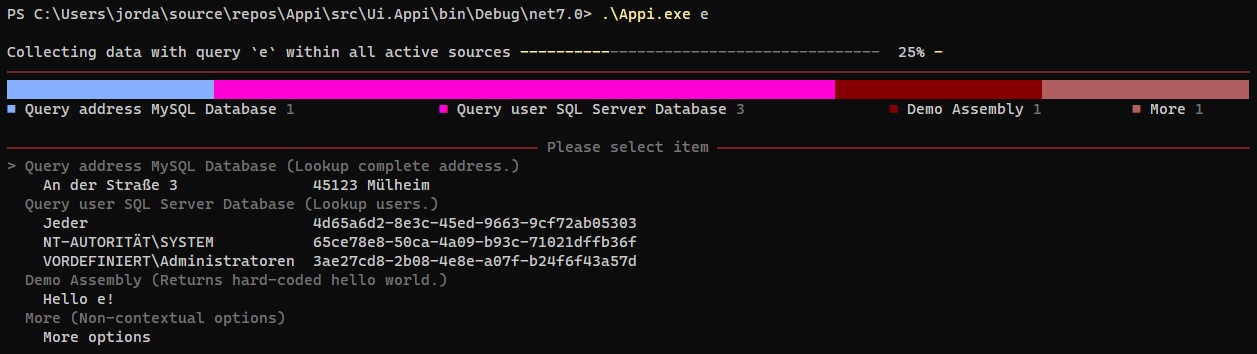 PS C:\Users\jorda\source\repos\Appi\src\Ui.Appi\bin\Debug\net7.0> .\Appi.exe e
Collecting data with query `e` within all active sources ---------------------------------------- 25% -
Query address MySQL Database 1 Query user SQL Server Database 3 Demo Assembly 1 More 1
Please select item
> Query address MySQL Database (Lookup complete address.)
An der Straße 3 45123 Mülheim
Query user SQL Server Database (Lookup users.)
Jeder 4d65a6d2-8e3c-45ed-9663-9cf72ab05303
NT-AUTORITÄT\SYSTEM 65ce78e8-50ca-4a09-b93c-71021dffb36f
VORDEFINIERT\Administratoren 3ae27cd8-2b08-4e8e-a07f-b24f6f43a57d
Demo Assembly (Returns hard-coded hello world.)
Hello e!
More (Non-contextual options)
More options